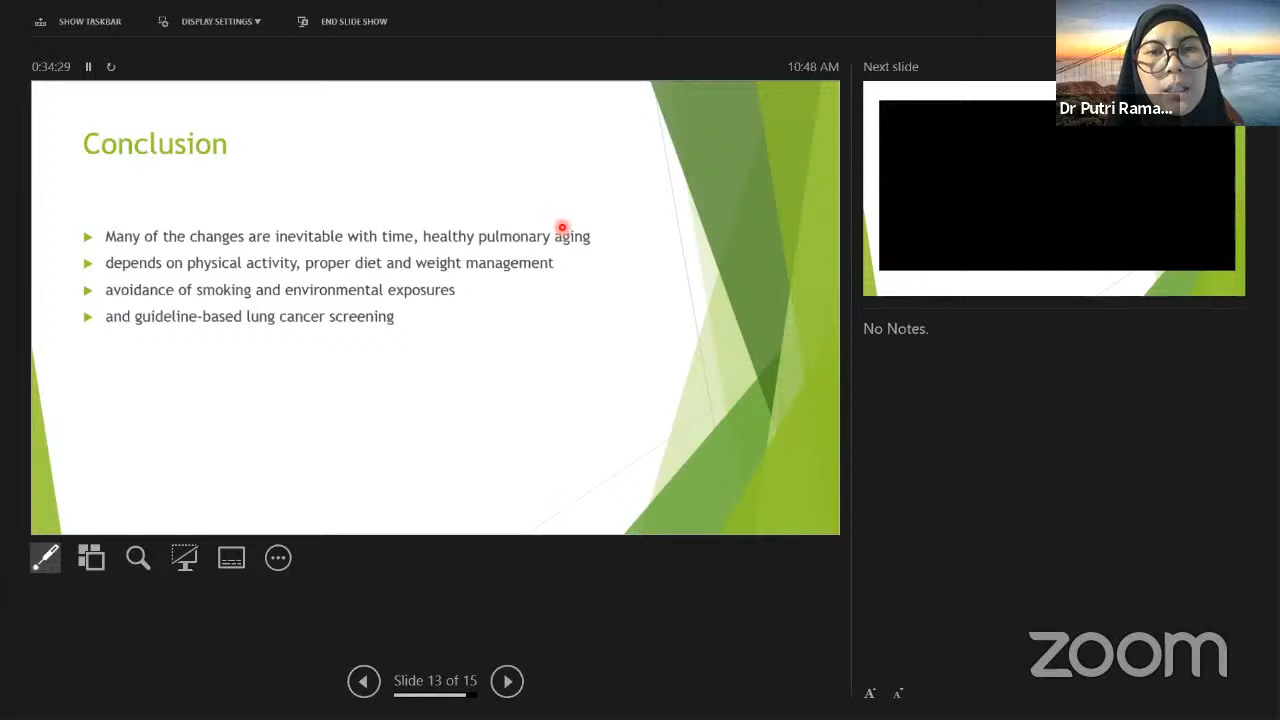 SHOW TASKBAR
DISPLAY SETTINGS
END SLIDE SHOW
0:34:29
10:48 AM
Next slide
Dr Putri Rama...
Conclusion
Many of the changes are inevitable with time, healthy pulmonary aging
depends on physical activity, proper diet and weight management
avoidance of smoking and environmental exposures
and guideline-based lung cancer screening
No Notes.
Slide 13 of 15
zoom
A A